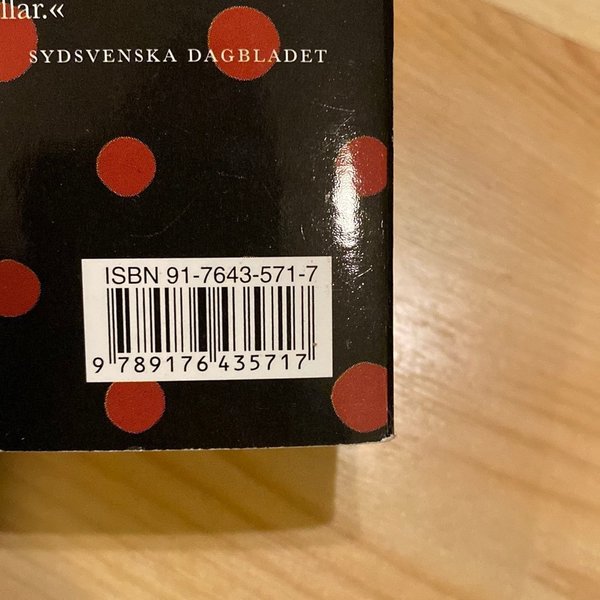 llar.«
SYDSVENSKA DAGBLADET
ISBN 91-7643-571-7
9 789176 435717